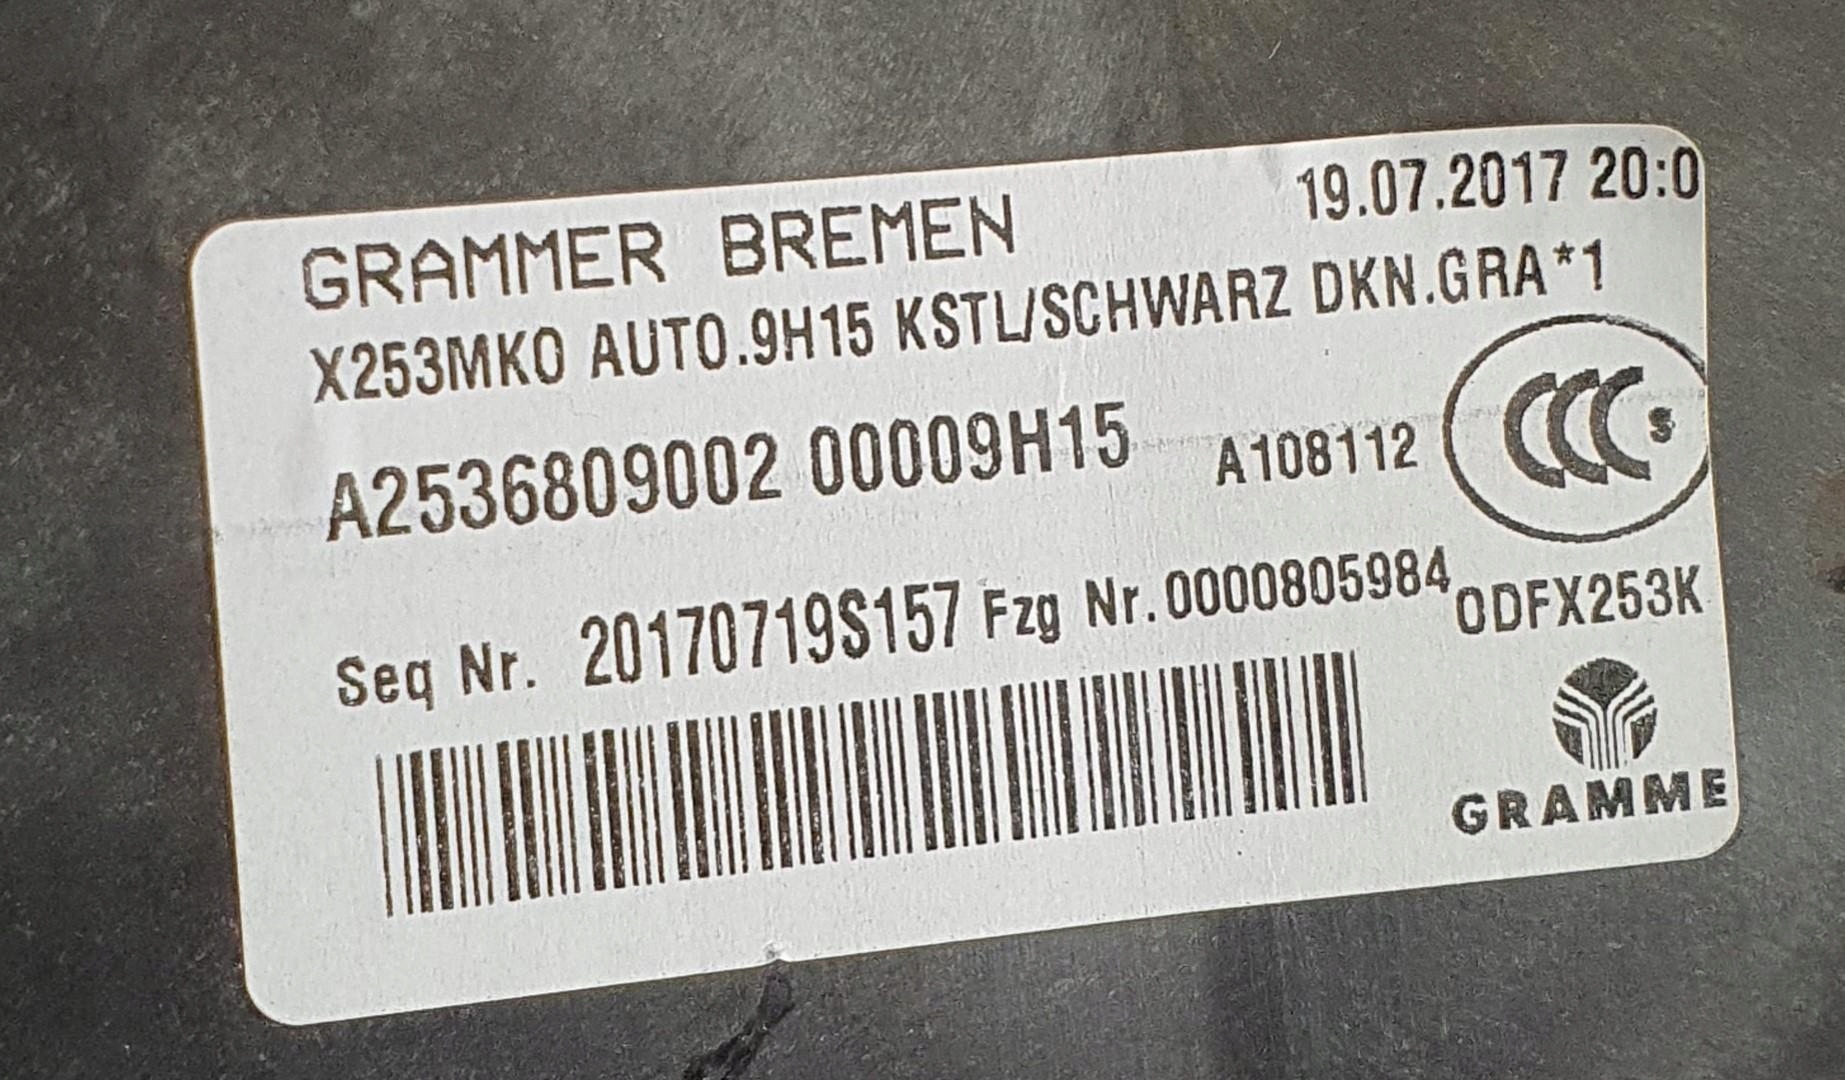 GRAMMER BREMEN 19.07.2017 20:0
X253MKO AUTO.9H15 KSTL/SCHWARZ DKN.GRA*1
A2536809002 00009H15 A108112 CCC S
Seq Nr. 20170719S157 Fzg Nr.0000805984 ODFX253K
GRAMME